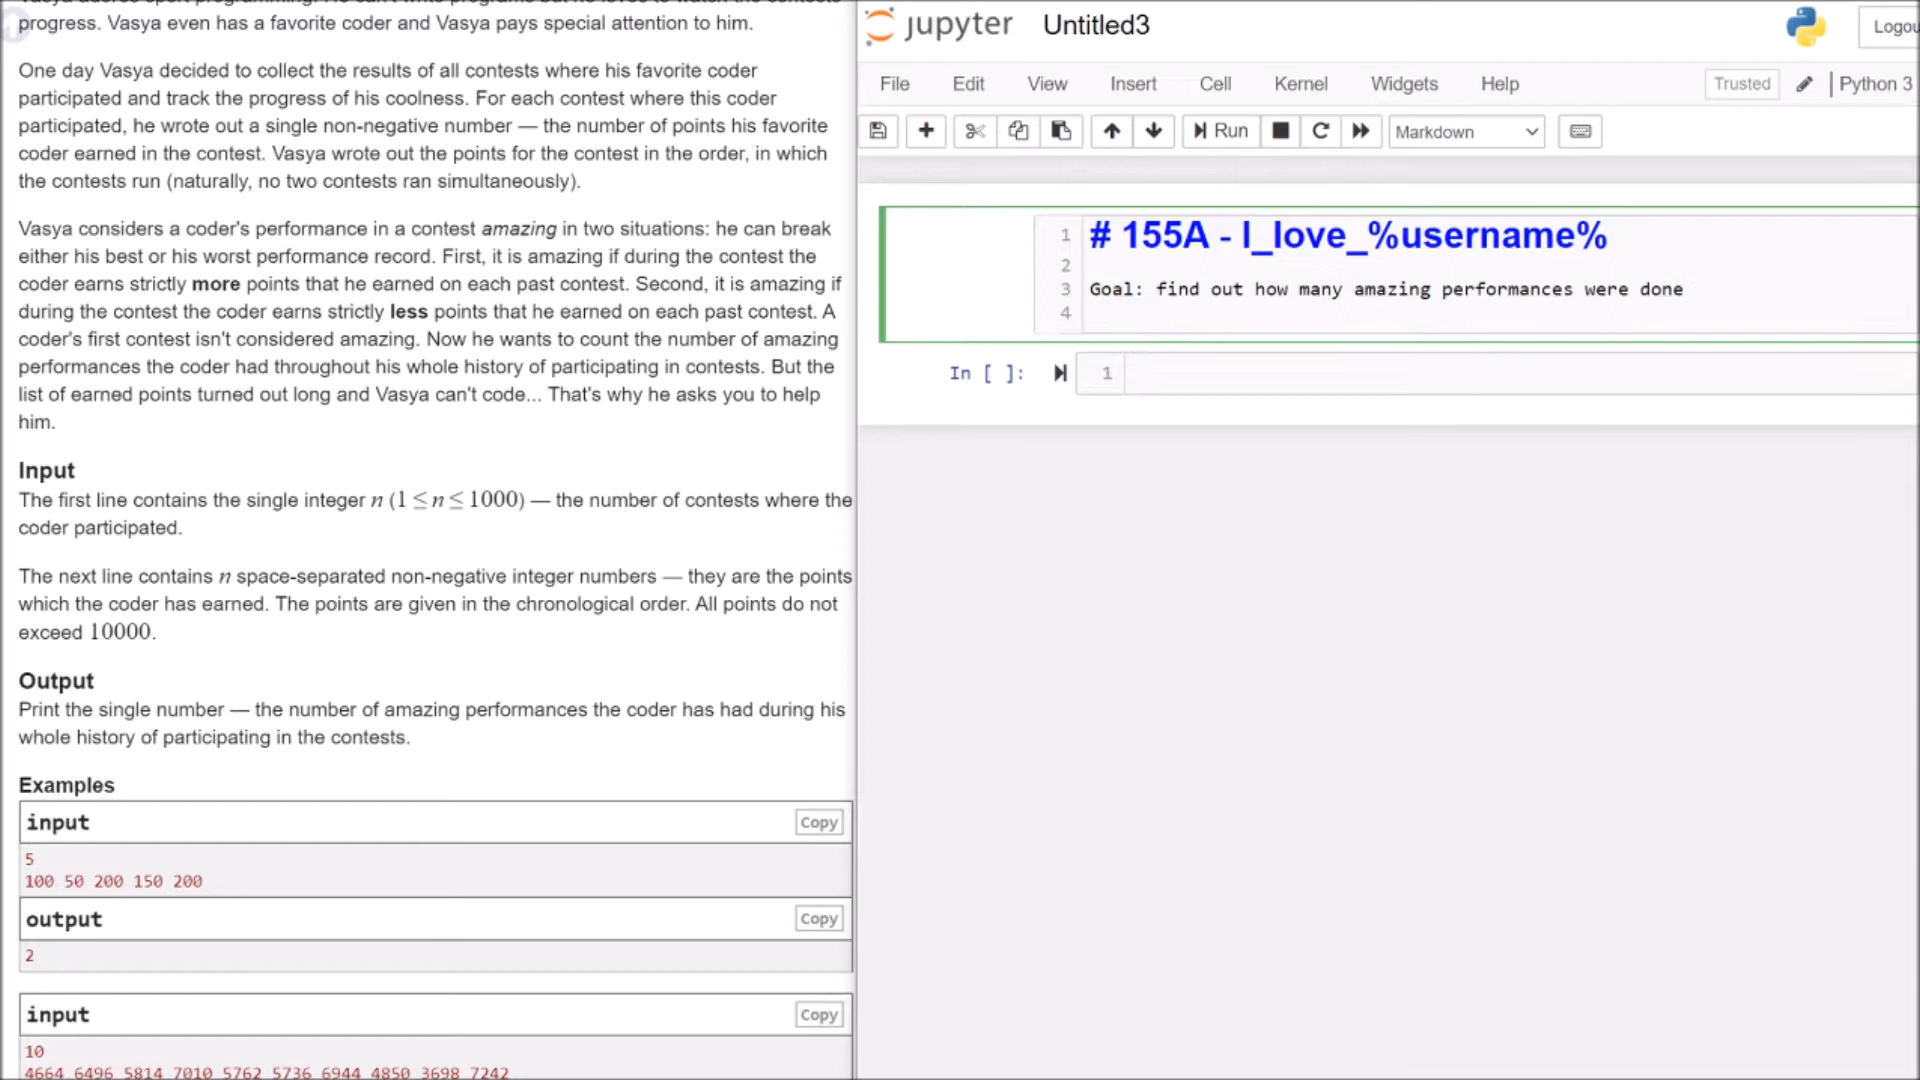 progress. Vasya even has a favorite coder and Vasya pays special attention to him.
One day Vasya decided to collect the results of all contests where his favorite coder
participated and track the progress of his coolness. For each contest where this coder
participated, he wrote out a single non-negative number — the number of points his favorite
coder earned in the contest. Vasya wrote out the points for the contest in the order, in which
the contests run (naturally, no two contests ran simultaneously).
Vasya considers a coder's performance in a contest amazing in two situations: he can break
either his best or his worst performance record. First, it is amazing if during the contest the
coder earns strictly more points that he earned on each past contest. Second, it is amazing if
during the contest the coder earns strictly less points that he earned on each past contest. A
coder's first contest isn't considered amazing. Now he wants to count the number of amazing
performances the coder had throughout his whole history of participating in contests. But the
list of earned points turned out long and Vasya can't code... That's why he asks you to help
him.
Input
The first line contains the single integer n (1 ≤ n ≤ 1000) — the number of contests where the
coder participated.
The next line contains n space-separated non-negative integer numbers — they are the points
which the coder has earned. The points are given in the chronological order. All points do not
exceed 10000.
Output
Print the single number — the number of amazing performances the coder has had during his
whole history of participating in the contests.
Examples
input
Copy
5
100 50 200 150 200
output
Copy
2
input
Copy
10
4664 6496 5814 7010 5762 5736 6944 4850 3698 7242
jupyter Untitled3
Logou
File Edit View Insert Cell Kernel Widgets Help
Trusted
Python 3
Run
Markdown
1 # 155A - I_love_%username%
2
3 Goal: find out how many amazing performances were done
4
In [ ]: 1